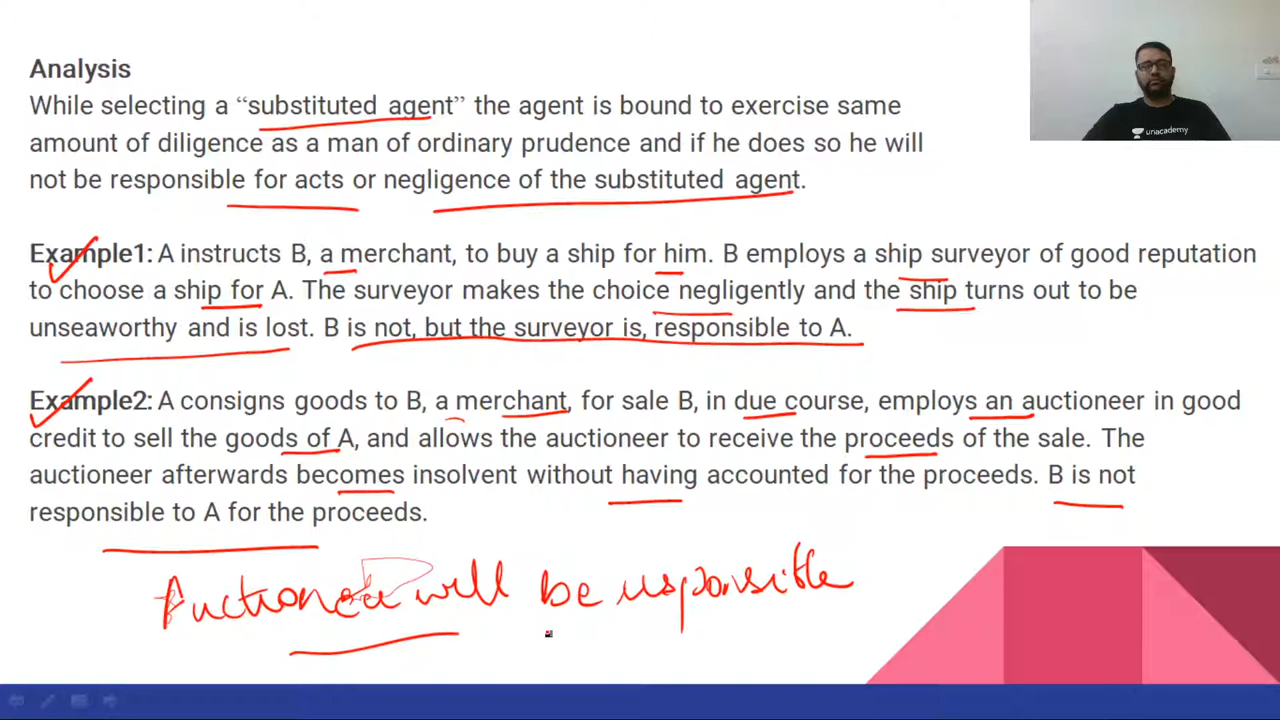 Analysis
While selecting a “substituted agent” the agent is bound to exercise same
amount of diligence as a man of ordinary prudence and if he does so he will
not be responsible for acts or negligence of the substituted agent.
unacademy
Example1: A instructs B, a merchant, to buy a ship for him. B employs a ship surveyor of good reputation
to choose a ship for A. The surveyor makes the choice negligently and the ship turns out to be
unseaworthy and is lost. B is not, but the surveyor is, responsible to A.
Example2: A consigns goods to B, a merchant, for sale B, in due course, employs an auctioneer in good
credit to sell the goods of A, and allows the auctioneer to receive the proceeds of the sale. The
auctioneer afterwards becomes insolvent without having accounted for the proceeds. B is not
responsible to A for the proceeds.
Auctioneer will be responsible